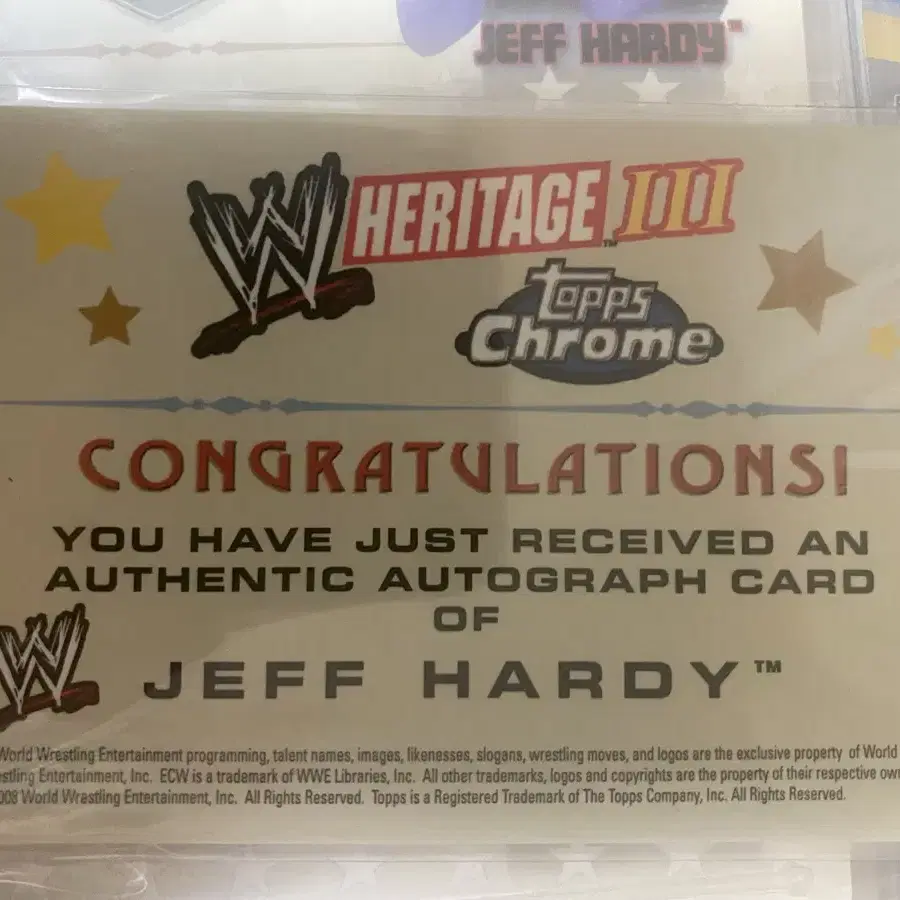 JEFF HARDY™
W HERITAGE III™
Topps
Chrome
CONGRATULATIONS!
YOU HAVE JUST RECEIVED AN
AUTHENTIC AUTOGRAPH CARD
OF
W
JEFF HARDY™
World Wrestling Entertainment programming, talent names, images, likenesses, slogans, wrestling moves, and logos are the exclusive property of World
estling Entertainment, Inc. ECW is a trademark of WWE Libraries, Inc. All other trademarks, logos and copyrights are the property of their respective own
008 World Wrestling Entertainment, Inc. All Rights Reserved. Topps is a Registered Trademark of The Topps Company, Inc. All Rights Reserved.